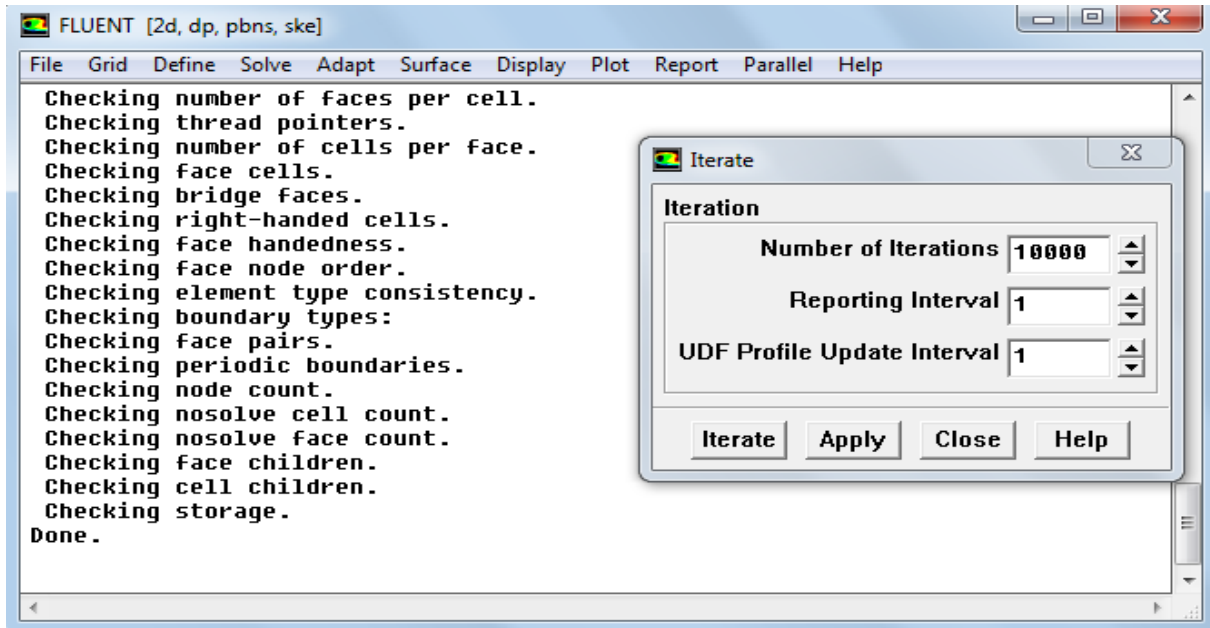 FLUENT [2d, dp, pbns, ske]
File Grid Define Solve Adapt Surface Display Plot Report Parallel Help
Checking number of faces per cell.
Checking thread pointers.
Checking number of cells per face.
Checking face cells.
Checking bridge faces.
Checking right-handed cells.
Checking face handedness.
Checking face node order.
Checking element type consistency.
Checking boundary types:
Checking face pairs.
Checking periodic boundaries.
Checking node count.
Checking nosolve cell count.
Checking nosolve face count.
Checking face children.
Checking cell children.
Checking storage.
Done.
Iterate
Iteration
Number of Iterations 10000
Reporting Interval 1
UDF Profile Update Interval 1
Iterate Apply Close Help